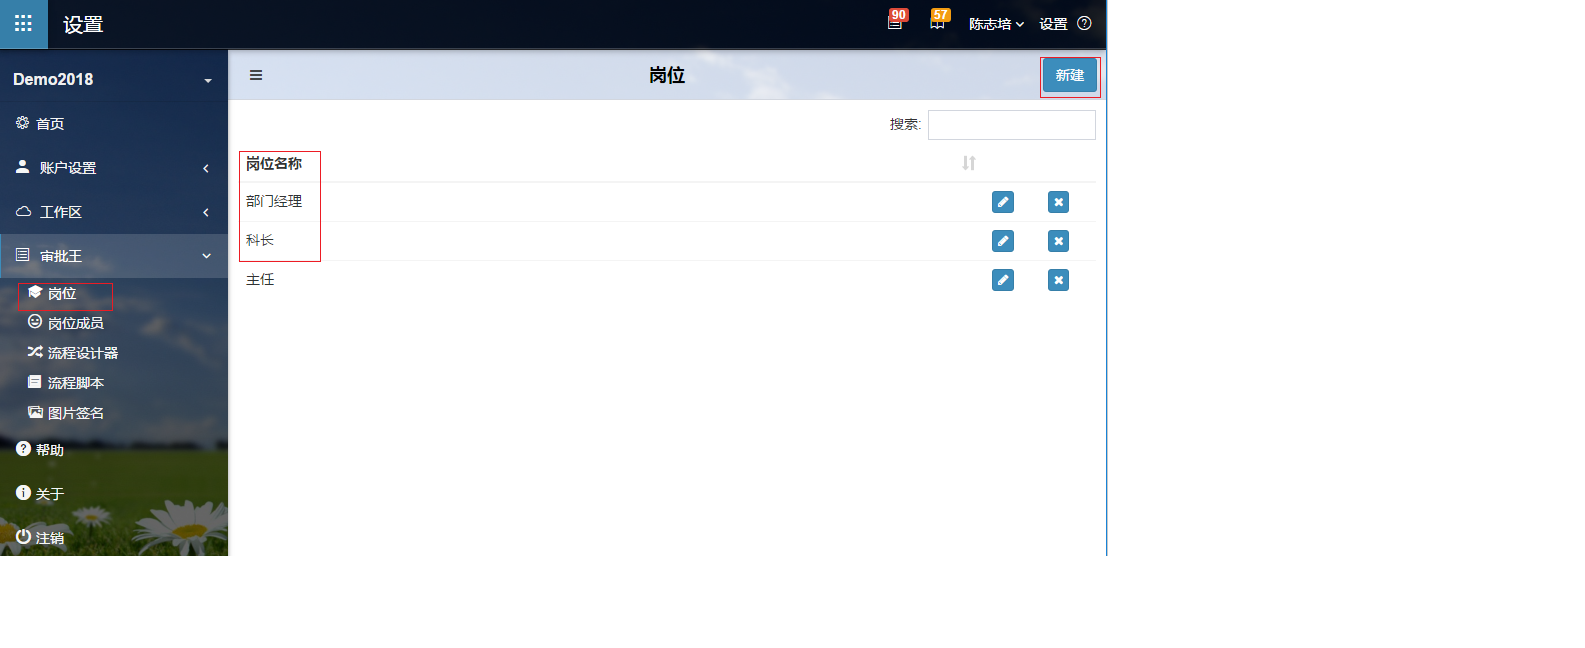 设置
90
57
陈志培
设置
Demo2018
首页
账户设置
工作区
审批王
岗位
岗位成员
流程设计器
流程脚本
图片签名
帮助
关于
注销
岗位
新建
搜索:
岗位名称
部门经理
科长
主任